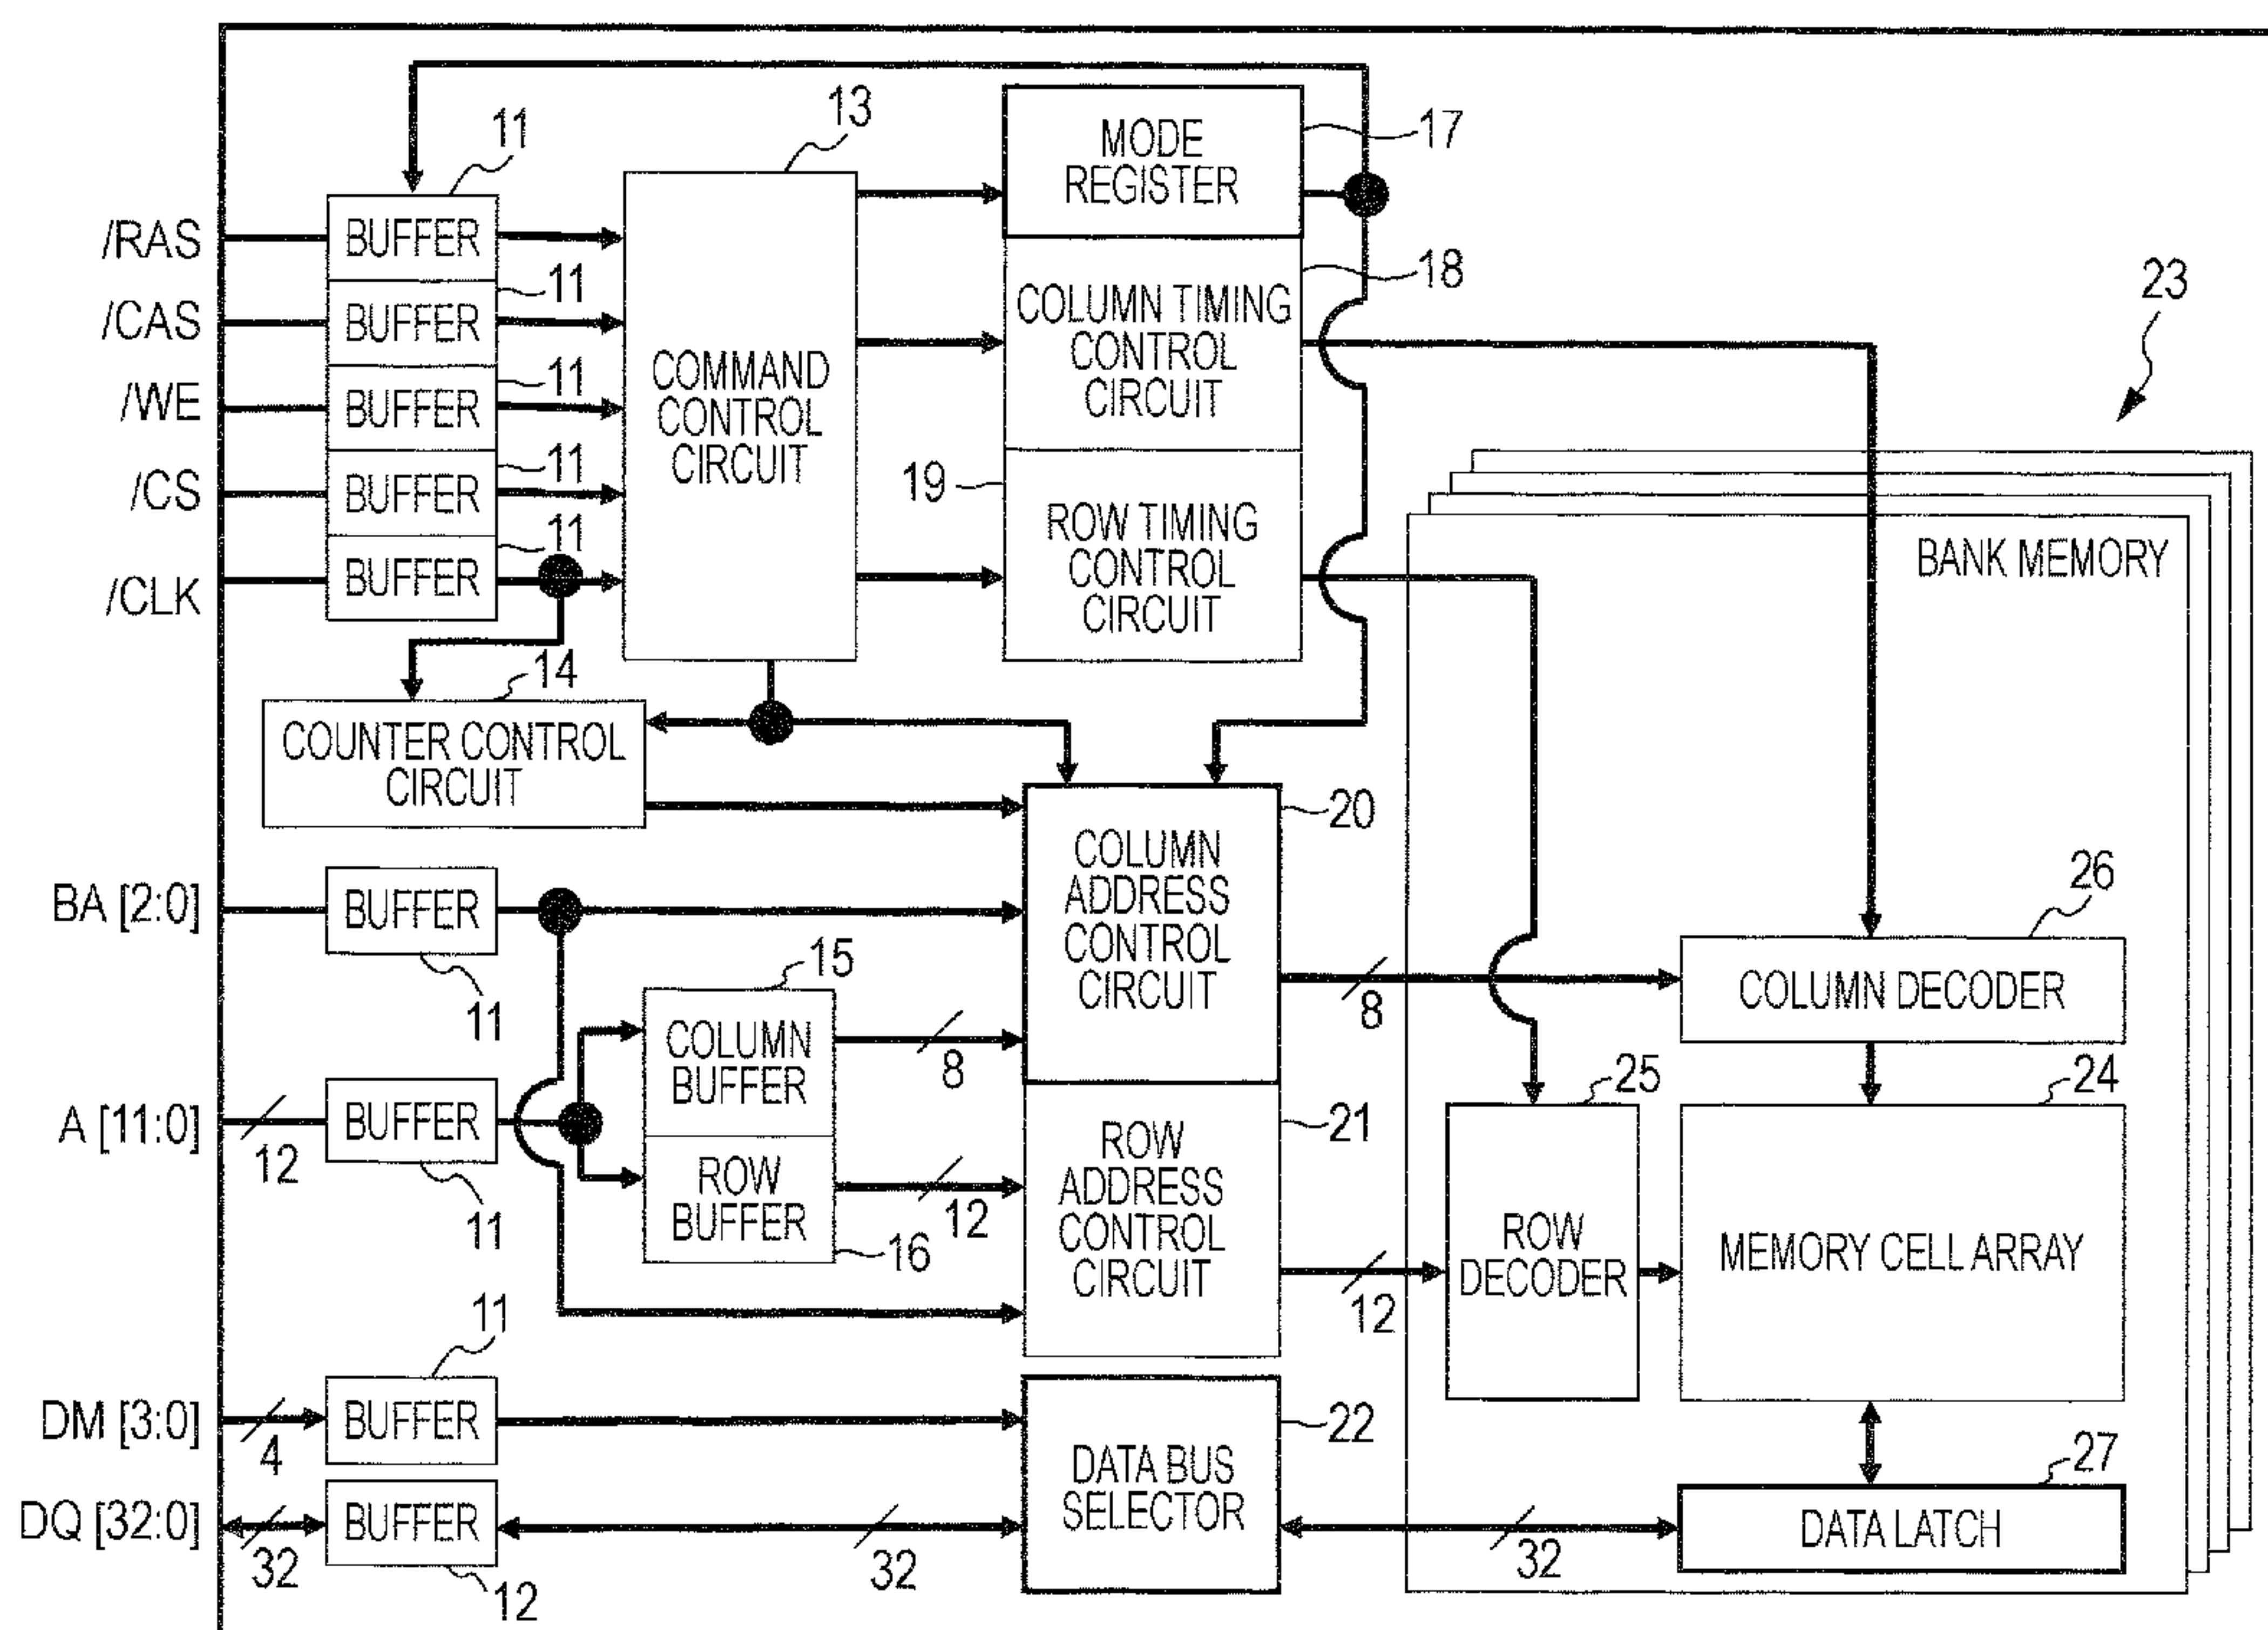 13
11
MODE
REGISTER
17
/RAS
BUFFER
11
/CAS
BUFFER
11
/WE
BUFFER
11
/CS
BUFFER
11
/CLK
BUFFER
COMMAND
CONTROL
CIRCUIT
18
COLUMN TIMING
CONTROL
CIRCUIT
19
ROW TIMING
CONTROL
CIRCUIT
23
BANK MEMORY
14
COUNTER CONTROL
CIRCUIT
20
COLUMN
ADDRESS
CONTROL
CIRCUIT
BA [2:0]
BUFFER
11
15
COLUMN
BUFFER
8
8
26
COLUMN DECODER
A [11:0]
12
BUFFER
11
ROW
BUFFER
16
12
21
ROW
ADDRESS
CONTROL
CIRCUIT
12
25
ROW
DECODER
24
MEMORY CELL ARRAY
11
DM [3:0]
4
BUFFER
22
DATA BUS
SELECTOR
DQ [32:0]
32
BUFFER
12
32
32
27
DATA LATCH